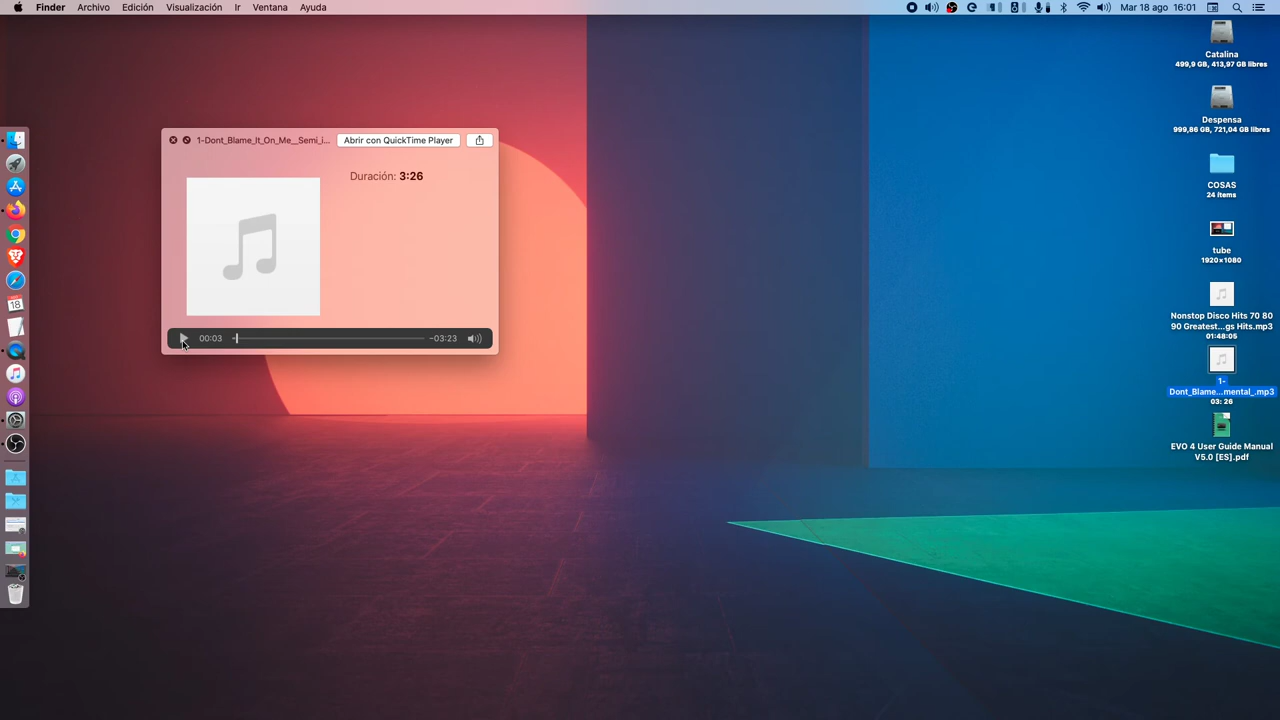 Finder Archivo Edición Visualización Ir Ventana Ayuda
Mar 18 ago 16:01
1-Dont_Blame_It_On_Me__Semi_i...
Abrir con QuickTime Player
Duración: 3:26
00:03
-03:23
18
Catalina
499,9 GB, 413,97 GB libres
Despensa
999,86 GB, 721,04 GB libres
COSAS
24 ítems
tube
1920×1080
Nonstop Disco Hits 70 80
90 Greatest...gs Hits.mp3
01:48:05
1-
Dont_Blame...mental_.mp3
03: 26
EVO 4 User Guide Manual
V5.0 [ES].pdf